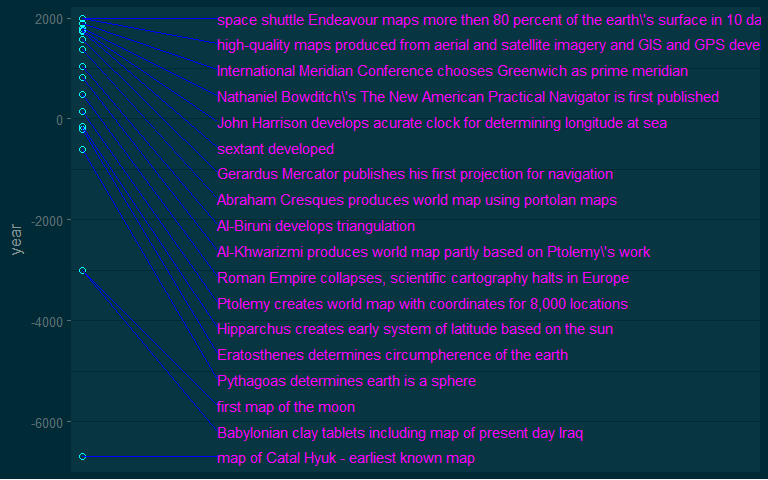 2000
space shuttle Endeavour maps more then 80 percent of the earth\'s surface in 10 da
high-quality maps produced from aerial and satellite imagery and GIS and GPS deve
International Meridian Conference chooses Greenwich as prime meridian
Nathaniel Bowditch\'s The New American Practical Navigator is first published
0
John Harrison develops acurate clock for determining longitude at sea
sextant developed
Gerardus Mercator publishes his first projection for navigation
Abraham Cresques produces world map using portolan maps
-2000
Al-Biruni develops triangulation
year
Al-Khwarizmi produces world map partly based on Ptolemy\'s work
Roman Empire collapses, scientific cartography halts in Europe
Ptolemy creates world map with coordinates for 8,000 locations
-4000
Hipparchus creates early system of latitude based on the sun
Eratosthenes determines circumpherence of the earth
Pythagoas determines earth is a sphere
first map of the moon
-6000
Babylonian clay tablets including map of present day Iraq
map of Catal Hyuk - earliest known map